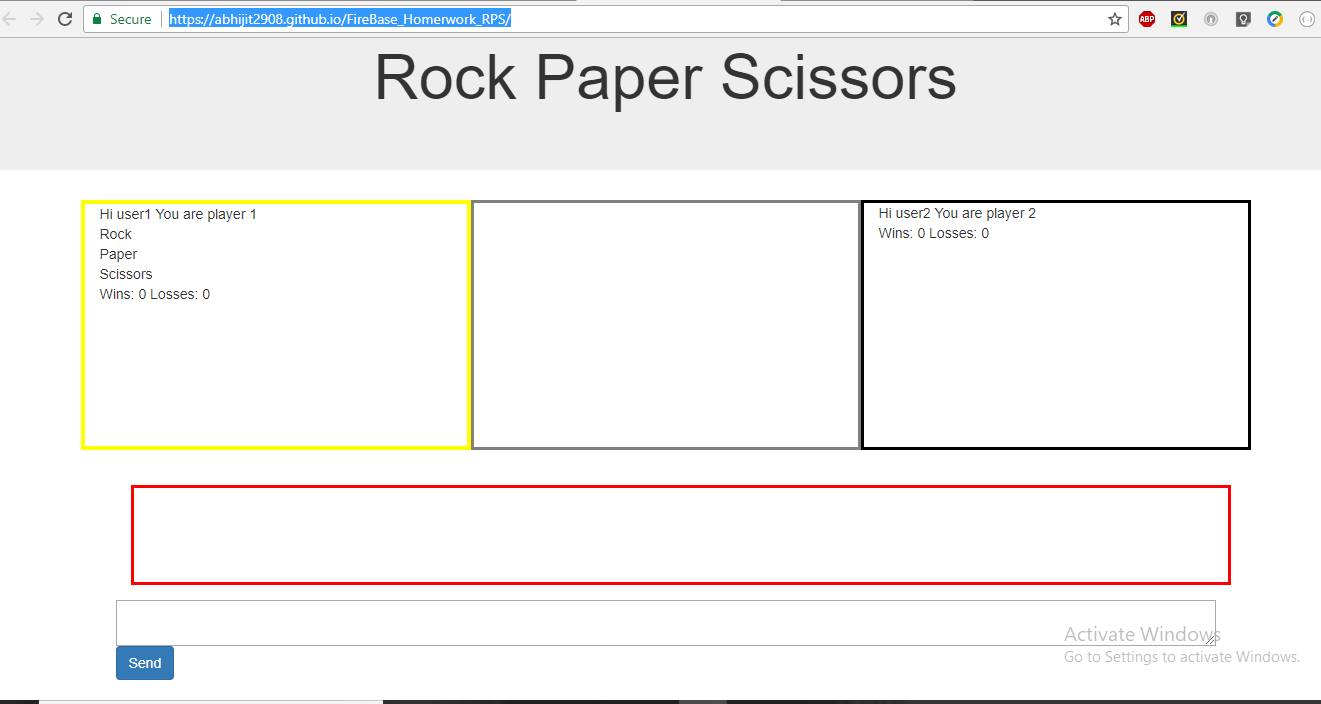 Secure
https://abhijit2908.github.io/FireBase_Homerwork_RPS/
ABP
Rock Paper Scissors
Hi user1 You are player 1
Rock
Paper
Scissors
Wins: 0 Losses: 0
Hi user2 You are player 2
Wins: 0 Losses: 0
Send
Activate Windows
Go to Settings to activate Windows.